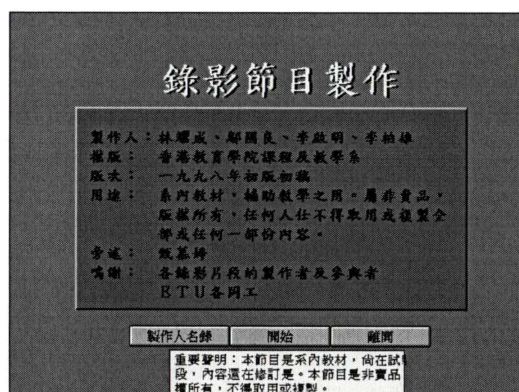 錄影節目製作
製作人：林耀成、鄔國良、李啟明、李柏雄
版權：香港教育學院課程及教學系
版次：一九九八年初版初稿
用途：系內教材，輔助教學之用。屬非賣品，
版權所有，任何人仕不得取用或複製全
部或任何一部份內容。
旁述：甄慕婷
鳴謝：各錄影片段的製作者及參與者
ETU各同工
製作人名錄 開始 離開
重要聲明：本節目是系內教材，尚在試
段，內容還在修訂是。本節目是非賣品
權所有，不得取用或複製。